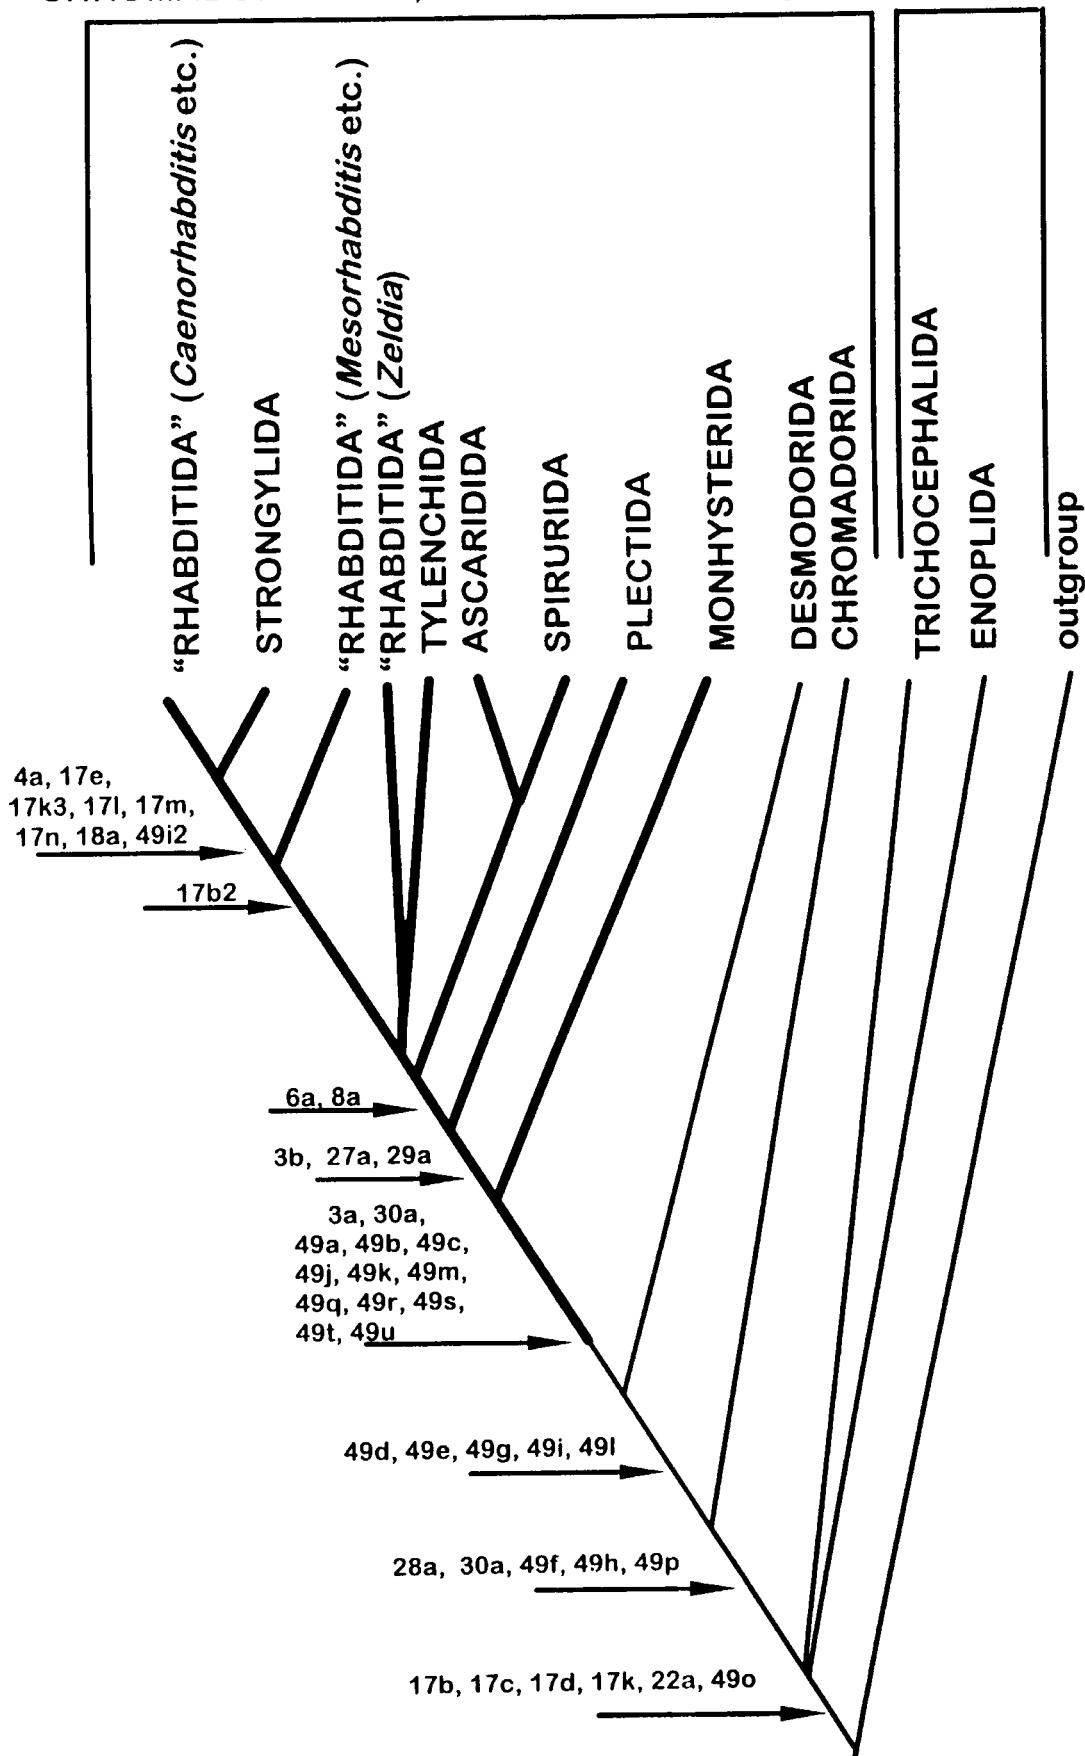 “RHABDITIDA” (Caenorhabditis etc.)
STRONGYLIDA
“RHABDITIDA” (Mesorhabditis etc.)
“RHABDITIDA” (Zeldia)
TYLENCHIDA
ASCARIDIDA
SPIRURIDA
PLECTIDA
MONHYSTERIDA
DESMODORIDA
CHROMADORIDA
TRICHOCEPHALIDA
ENOPLIDA
outgroup
4a, 17e,
17k3, 17l, 17m,
17n, 18a, 49i2
17b2
6a, 8a
3b, 27a, 29a
3a, 30a,
49a, 49b, 49c,
49j, 49k, 49m,
49q, 49r, 49s,
49t, 49u
49d, 49e, 49g, 49i, 49l
28a, 30a, 49f, 49h, 49p
17b, 17c, 17d, 17k, 22a, 49o